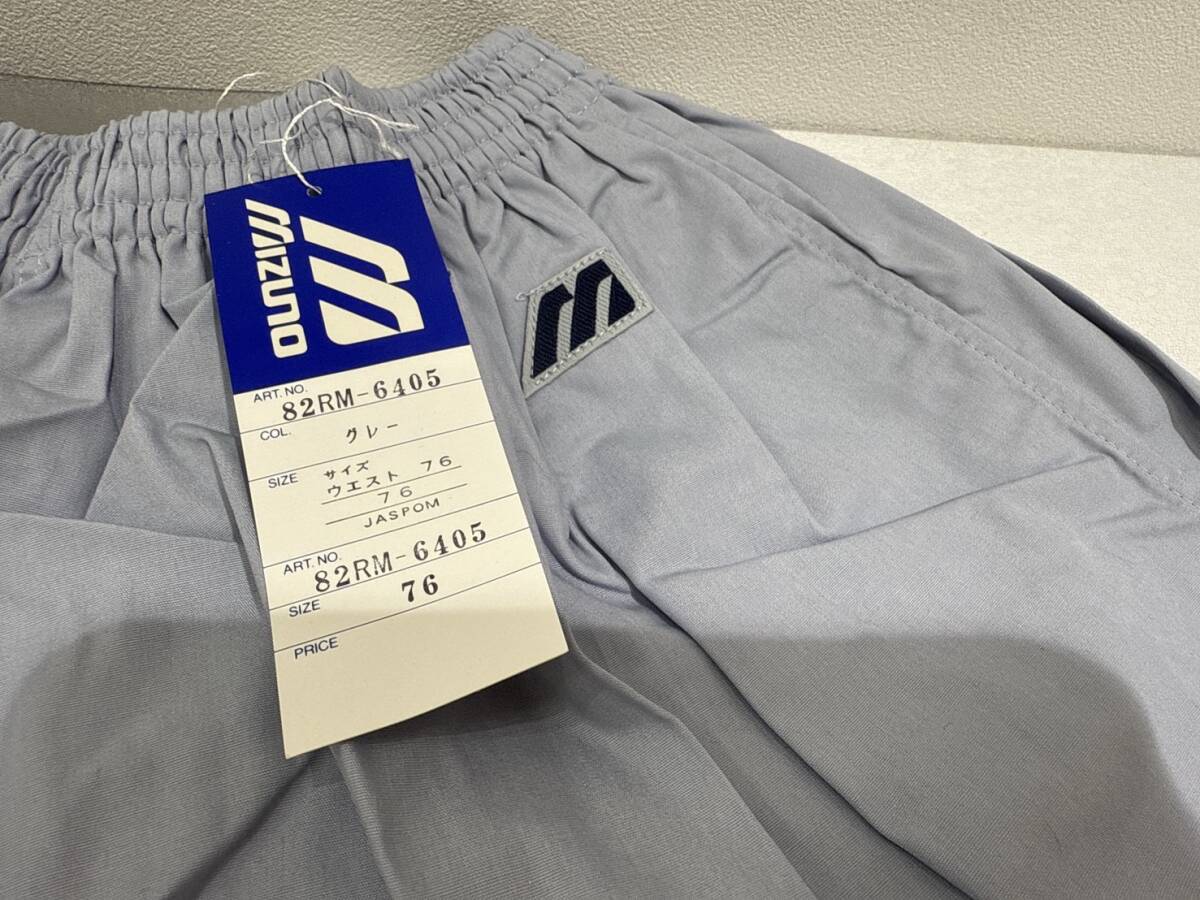 MIZUNO
ART. NO. 82RM-6405
COL. グレー
SIZE サイズ
ウエスト 76
76
JASPOM
ART. NO. 82RM-6405
SIZE 76
PRICE